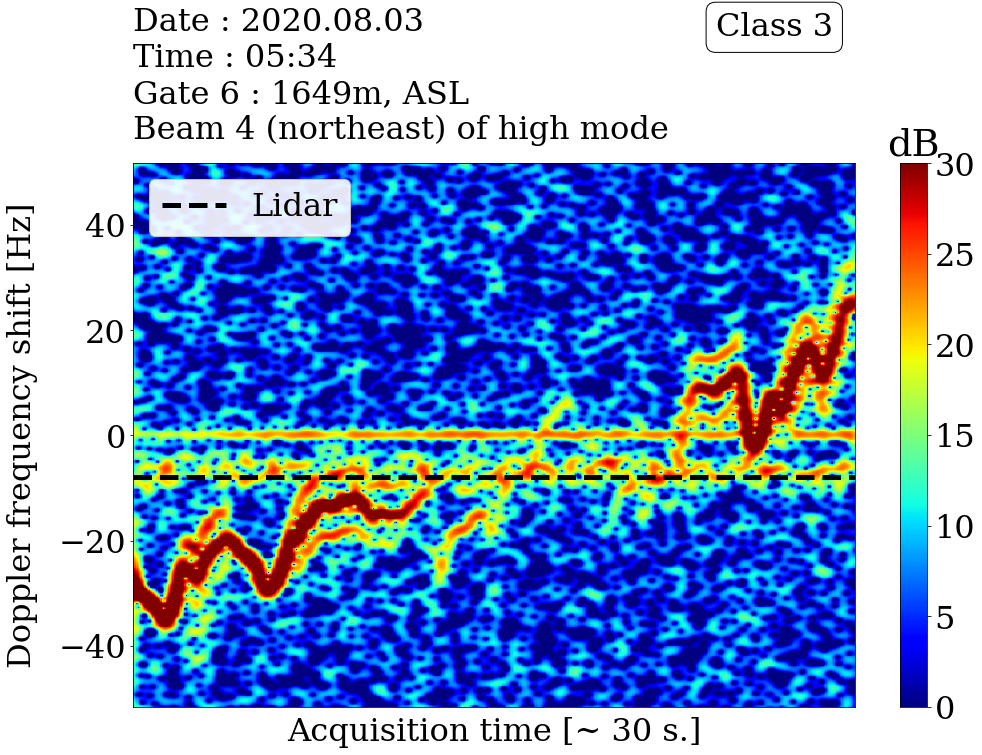 Date : 2020.08.03
Time : 05:34
Gate 6 : 1649m, ASL
Beam 4 (northeast) of high mode
Class 3
dB
Lidar
Doppler frequency shift [Hz]
40
20
0
−20
−40
30
25
20
15
10
5
0
Acquisition time [~ 30 s.]